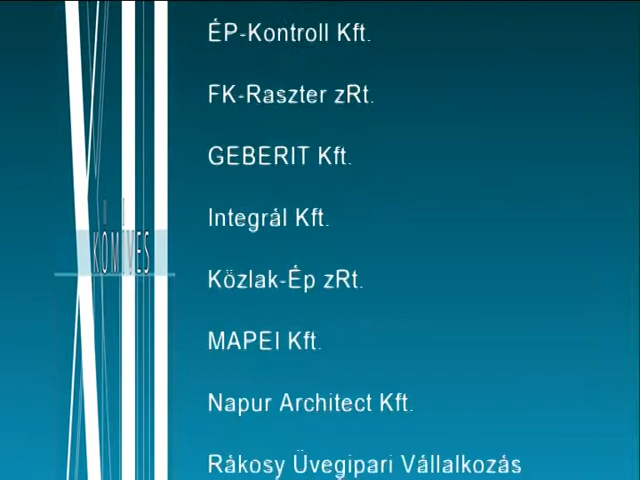 ÉP-Kontroll Kft.
FK-Raszter zRt.
GEBERIT Kft.
Integrál Kft.
KŐMÍVES
Közlak-Ép zRt.
MAPEI Kft.
Napur Architect Kft.
Rákosy Üvegipari Vállalkozás